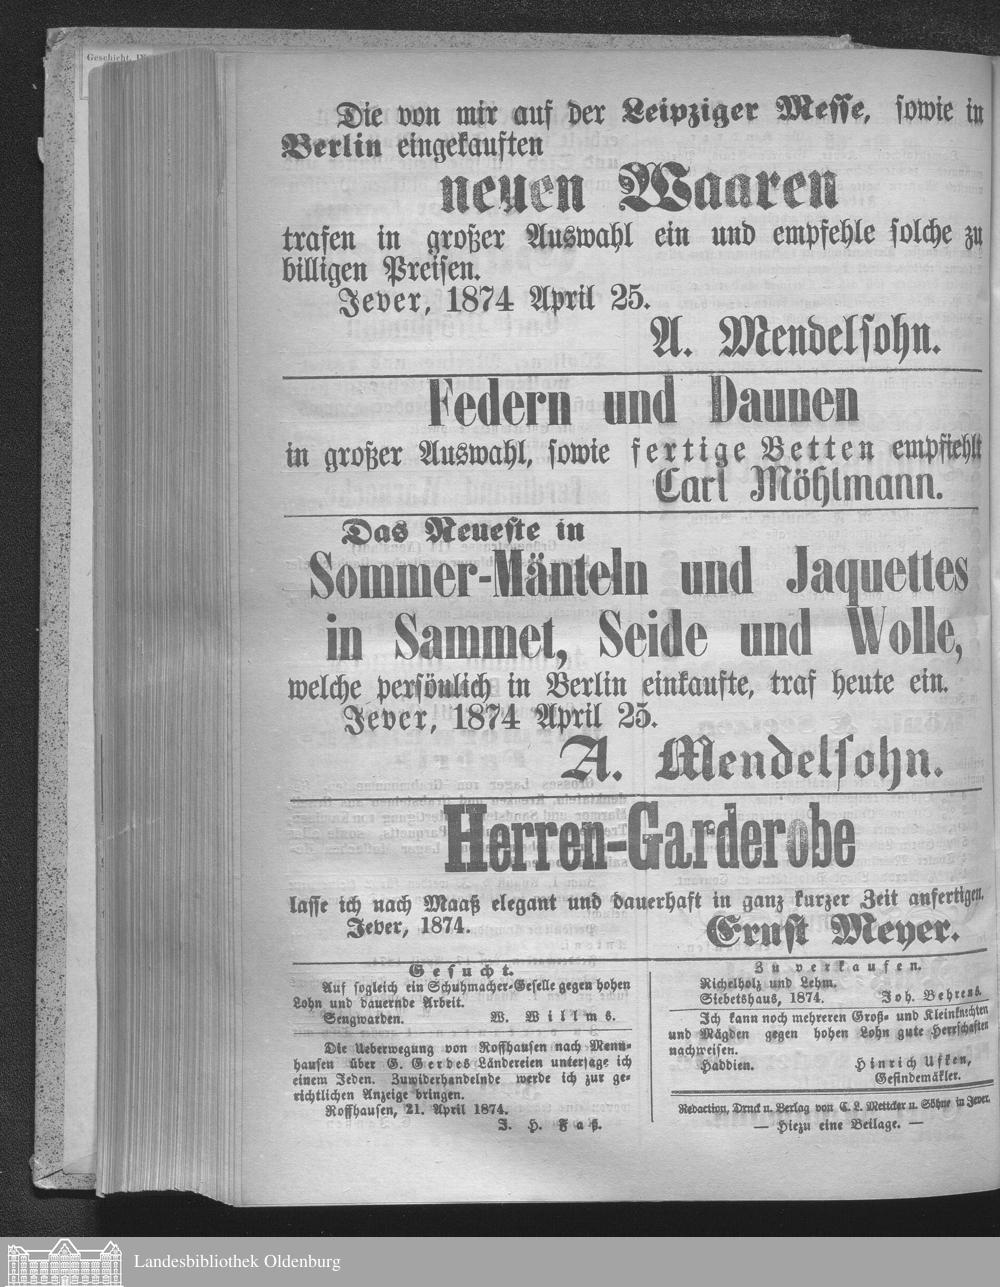 Geschicht.
Die von mir auf der Leipziger Messe, sowie in
Berlin eingekauften
neuen Waaren
trafen in großer Auswahl ein und empfehle solche zu
billigen Preisen.
Jever, 1874 April 25.
A. Mendelsohn.
Federn und Daunen
in großer Auswahl, sowie fertige Betten empfiehlt
Carl Möhlmann.
Das Neueste in
Sommer-Mänteln und Jaquettes
in Sammet, Seide und Wolle,
welche persönlich in Berlin einkaufte, traf heute ein.
Jever, 1874 April 25.
A. Mendelsohn.
Herren-Garderobe
lasse ich nach Maaß elegant und dauerhaft in ganz kurzer Zeit anfertigen.
Jever, 1874.
Ernst Meyer.
Gesucht.
Auf sogleich ein Schuhmacher-Geselle gegen hohen
Lohn und dauernde Arbeit.
Sengwarden. W. Willms.
Die Ueberwegung von Roffhausen nach Menn-
hausen über G. Gerdes Ländereien untersage ich
einem Jeden. Zuwiderhandelnde werde ich zur ge-
richtlichen Anzeige bringen.
Roffhausen, 21. April 1874.
J. H. Faß.
Zu verkaufen.
Richelholz und Lehm.
Siebetshaus, 1874. Joh. Behrens.
Ich kann noch mehreren Groß- und Kleinknechten
und Mägden gegen hohen Lohn gute Herrschaften
nachweisen.
Haddien. Hinrich Ufken,
Gesindemäkler.
Redaction, Druck u. Verlag von C. L. Mettcker u. Söhne in Jever.
— Hiezu eine Beilage. —
Landesbibliothek Oldenburg